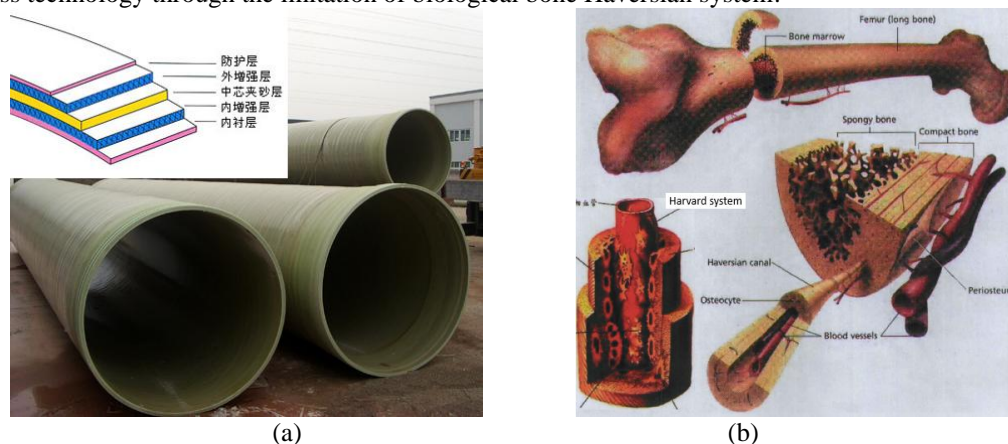 ss technology through the imitation of biological bone Haversian system.
防护层
外增强层
中芯夹砂层
内增强层
内衬层
(a)
Femur (long bone)
Bone marrow
Spongy bone
Compact bone
Harvard system
Haversian canal
Osteocyte
Periosteum
Blood vessels
(b)